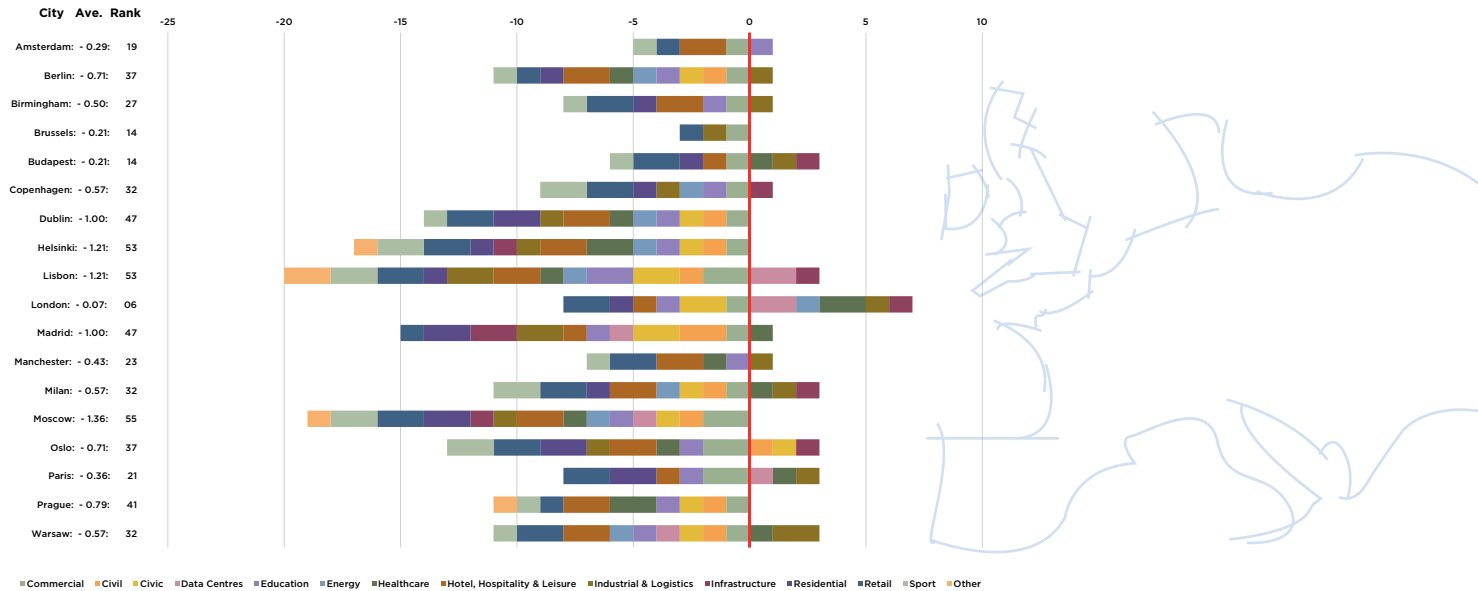 City Ave. Rank
-25 -20 -15 -10 -5 0 5 10
Amsterdam: - 0.29: 19
Berlin: - 0.71: 37
Birmingham: - 0.50: 27
Brussels: - 0.21: 14
Budapest: - 0.21: 14
Copenhagen: - 0.57: 32
Dublin: - 1.00: 47
Helsinki: - 1.21: 53
Lisbon: - 1.21: 53
London: - 0.07: 06
Madrid: - 1.00: 47
Manchester: - 0.43: 23
Milan: - 0.57: 32
Moscow: - 1.36: 55
Oslo: - 0.71: 37
Paris: - 0.36: 21
Prague: - 0.79: 41
Warsaw: - 0.57: 32
Commercial Civil Civic Data Centres Education Energy Healthcare Hotel, Hospitality & Leisure Industrial & Logistics Infrastructure Residential Retail Sport Other